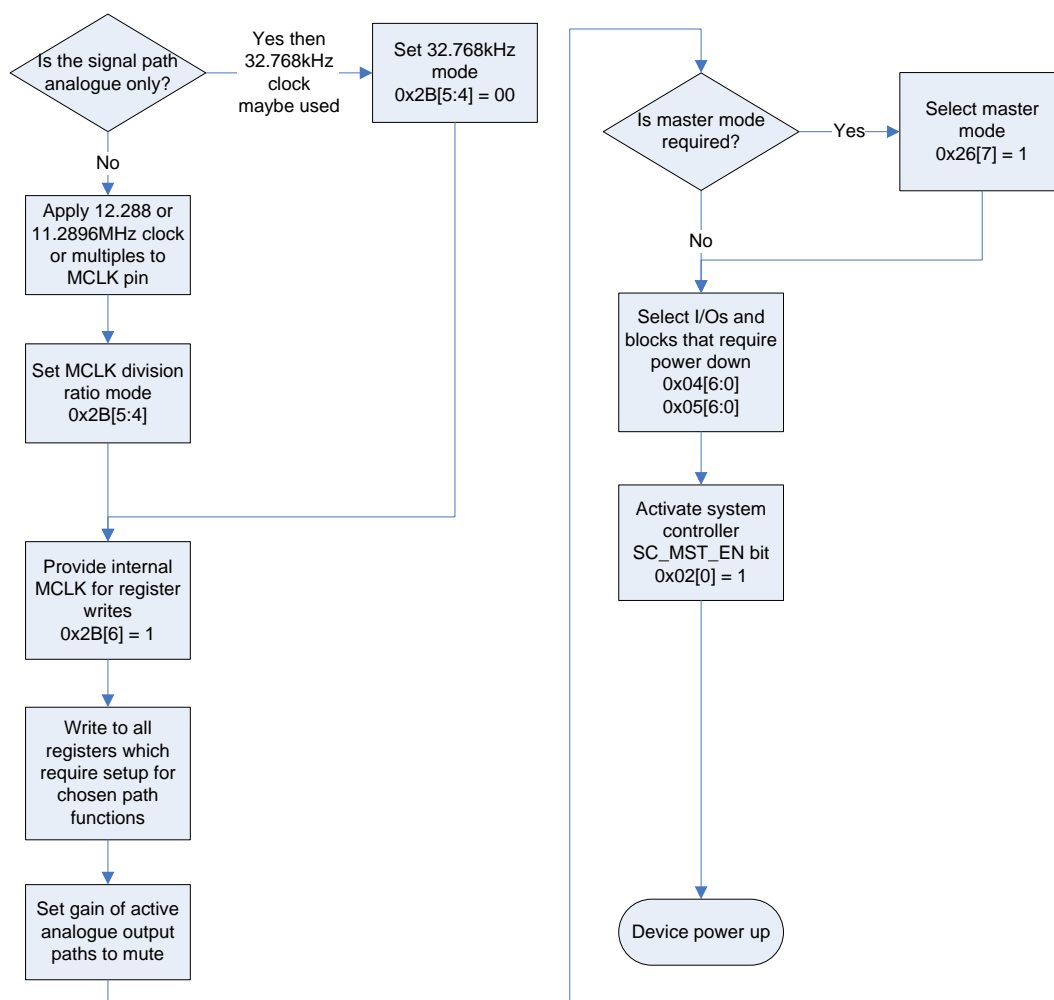 Is the signal path
analogue only?
Yes then
32.768kHz
clock
maybe used
Set 32.768kHz
mode
0x2B[5:4] = 00
No
Apply 12.288 or
11.2896MHz clock
or multiples to
MCLK pin
Set MCLK division
ratio mode
0x2B[5:4]
Provide internal
MCLK for register
writes
0x2B[6] = 1
Write to all
registers which
require setup for
chosen path
functions
Set gain of active
analogue output
paths to mute
Is master mode
required?
Yes
Select master
mode
0x26[7] = 1
No
Select I/Os and
blocks that require
power down
0x04[6:0]
0x05[6:0]
Activate system
controller
SC_MST_EN bit
0x02[0] = 1
Device power up